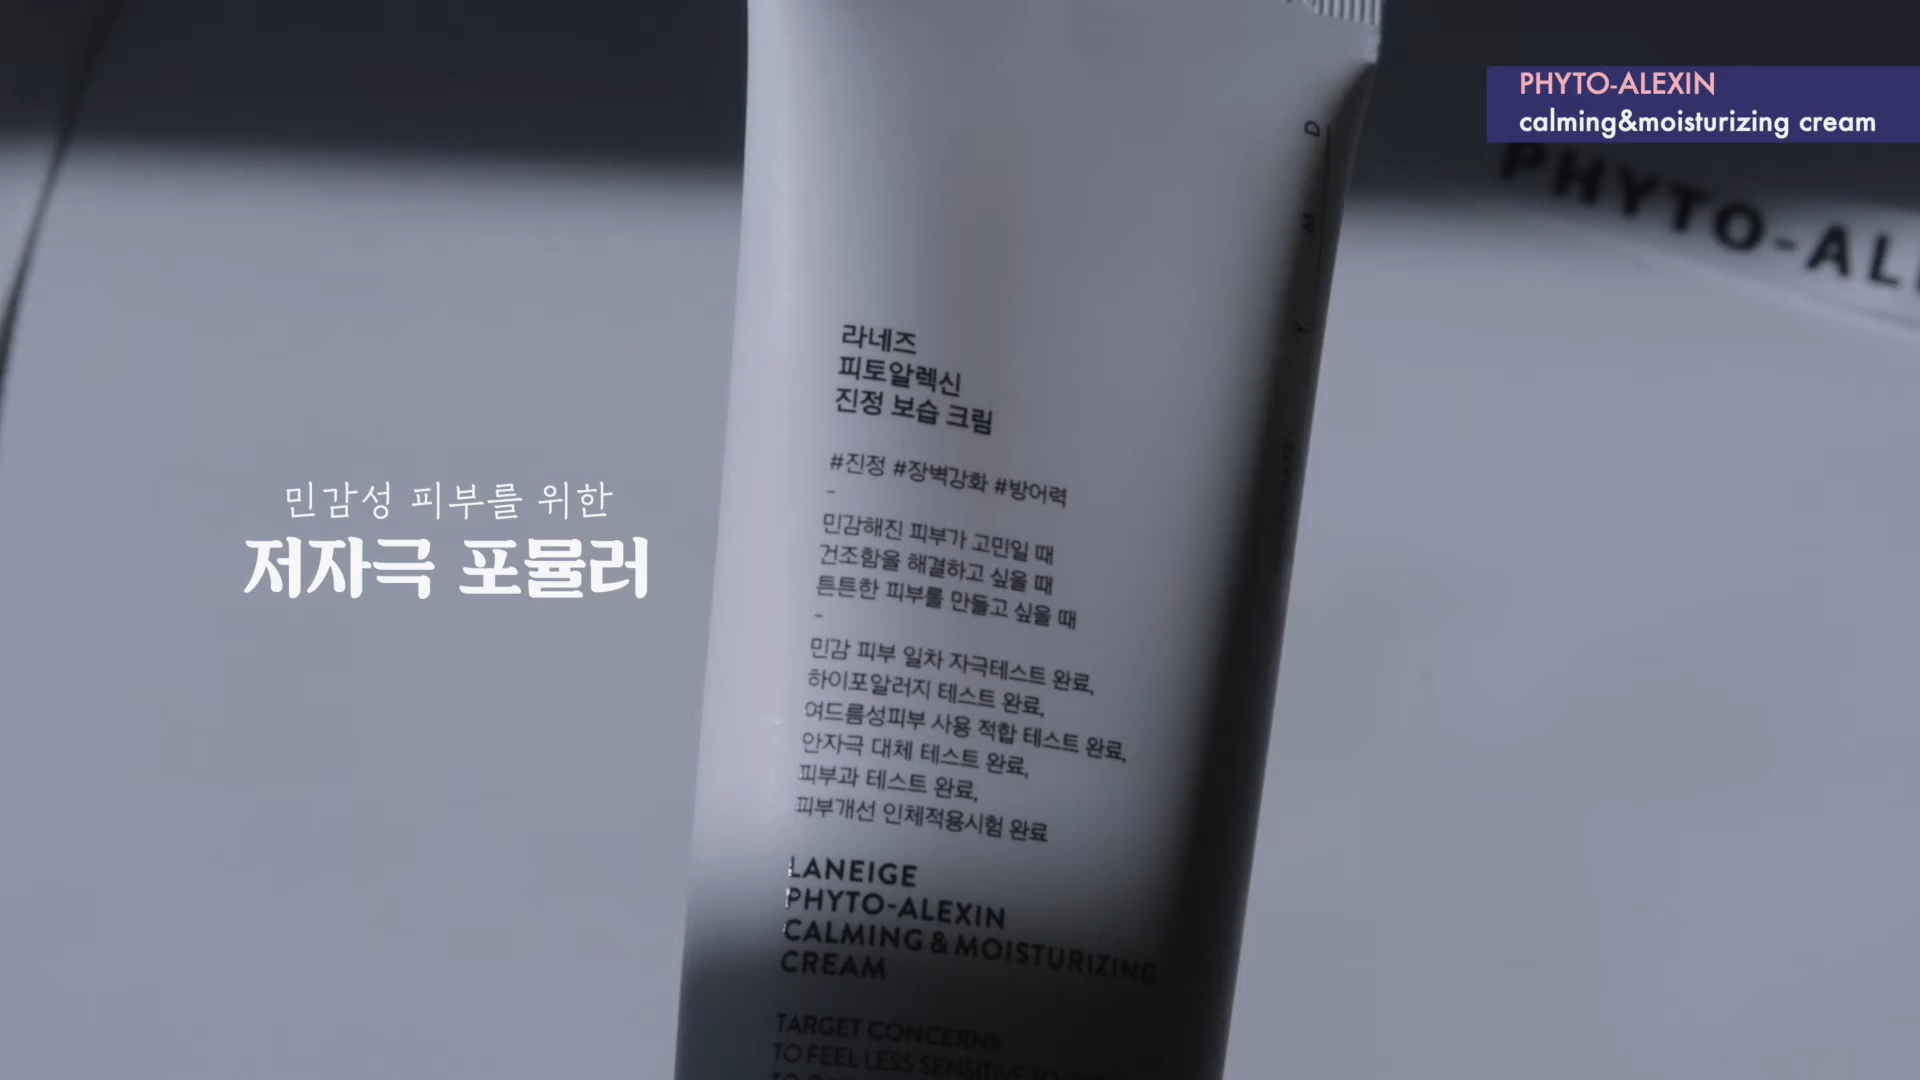 PHYTO-ALEXIN
calming&moisturizing cream
PHYTO-AL
D
M
Y
라네즈
피토알렉신
진정 보습 크림
#진정 #장벽강화 #방어력
-
민감해진 피부가 고민일 때
건조함을 해결하고 싶을 때
튼튼한 피부를 만들고 싶을 때
-
민감 피부 일차 자극테스트 완료,
하이포알러지 테스트 완료,
여드름성피부 사용 적합 테스트 완료,
안자극 대체 테스트 완료,
피부과 테스트 완료,
피부개선 인체적용시험 완료
LANEIGE
PHYTO-ALEXIN
CALMING & MOISTURIZING
CREAM
TARGET CONCERNS
TO FEEL LESS SENSITIVE
민감성 피부를 위한
저자극 포뮬러